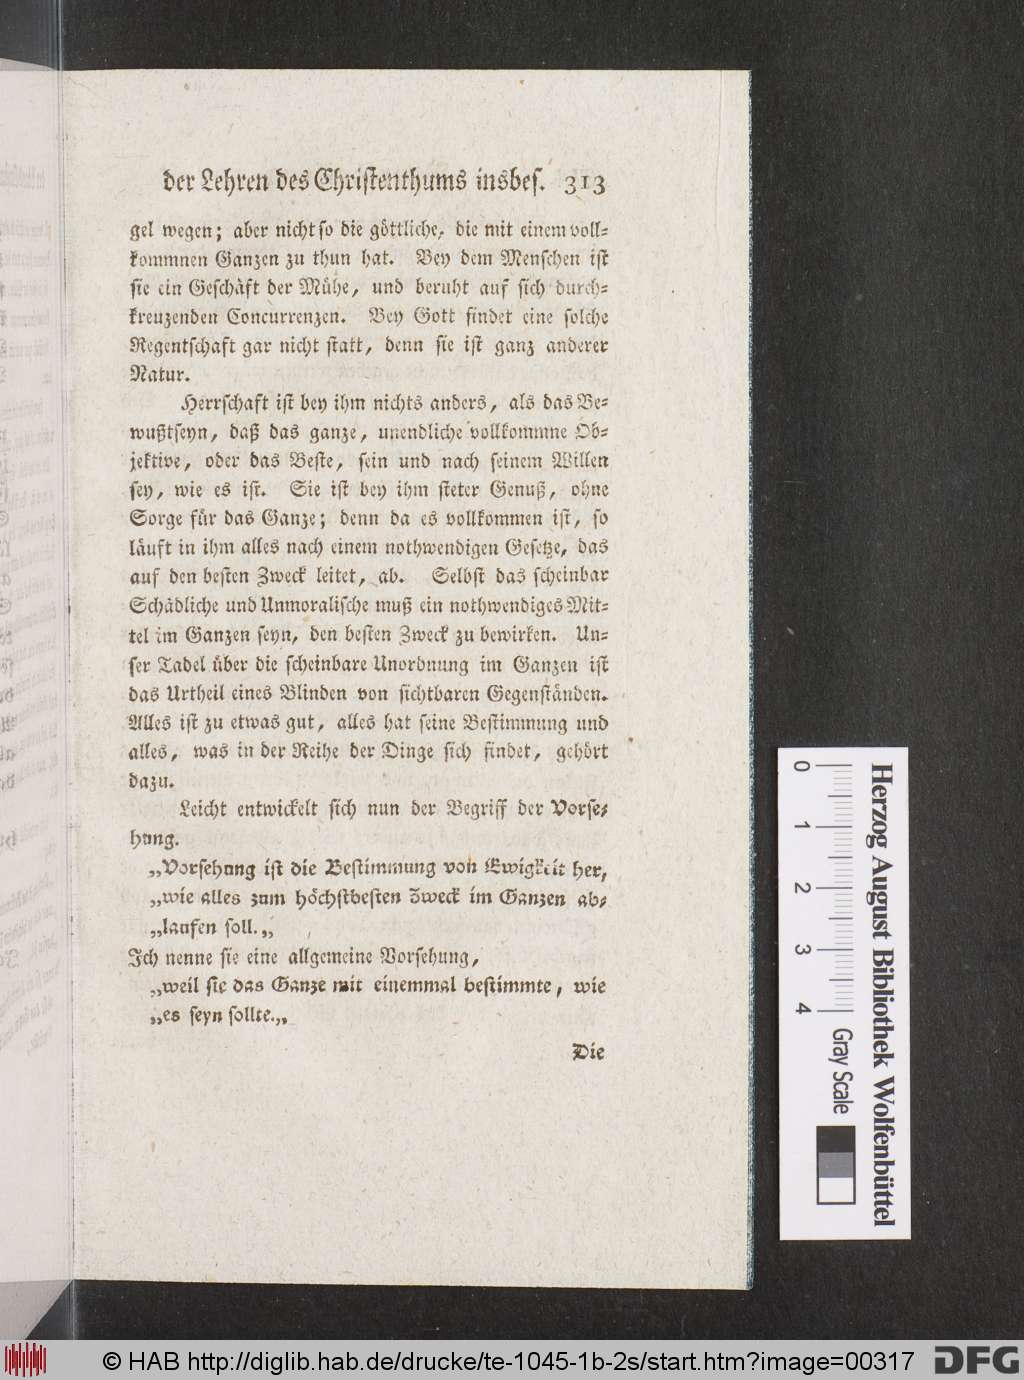 der Lehren des Christenthums insbes. 313
gel wegen; aber nicht so die göttliche, die mit einem voll-
kommnen Ganzen zu thun hat. Bey dem Menschen ist
sie ein Geschäft der Mühe, und beruht auf sich durch-
kreuzenden Concurrenzen. Bey Gott findet eine solche
Regentschaft gar nicht statt, denn sie ist ganz anderer
Natur.
Herrschaft ist bey ihm nichts anders, als das Be-
wußtseyn, daß das ganze, unendliche vollkommne Ob-
jektive, oder das Beste, sein und nach seinem Willen
sey, wie es ist. Sie ist bey ihm steter Genuß, ohne
Sorge für das Ganze; denn da es vollkommen ist, so
läuft in ihm alles nach einem nothwendigen Gesetze, das
auf den besten Zweck leitet, ab. Selbst das scheinbar
Schädliche und Unmoralische muß ein nothwendiges Mit-
tel im Ganzen seyn, den besten Zweck zu bewirken. Un-
ser Tadel über die scheinbare Unordnung im Ganzen ist
das Urtheil eines Blinden von sichtbaren Gegenständen.
Alles ist zu etwas gut, alles hat seine Bestimmung und
alles, was in der Reihe der Dinge sich findet, gehört
dazu.
Leicht entwickelt sich nun der Begriff der Vorse-
hung.
„Vorsehung ist die Bestimmung von Ewigkeit her,
„wie alles zum höchstbesten Zweck im Ganzen ab-
„laufen soll.„
Ich nenne sie eine allgemeine Vorsehung,
„weil sie das Ganze mit einemmal bestimmte, wie
„es seyn sollte.„
Die
0 1 2 3 4 Gray Scale
Herzog August Bibliothek Wolfenbüttel
© HAB http://diglib.hab.de/drucke/te-1045-1b-2s/start.htm?image=00317 DFG